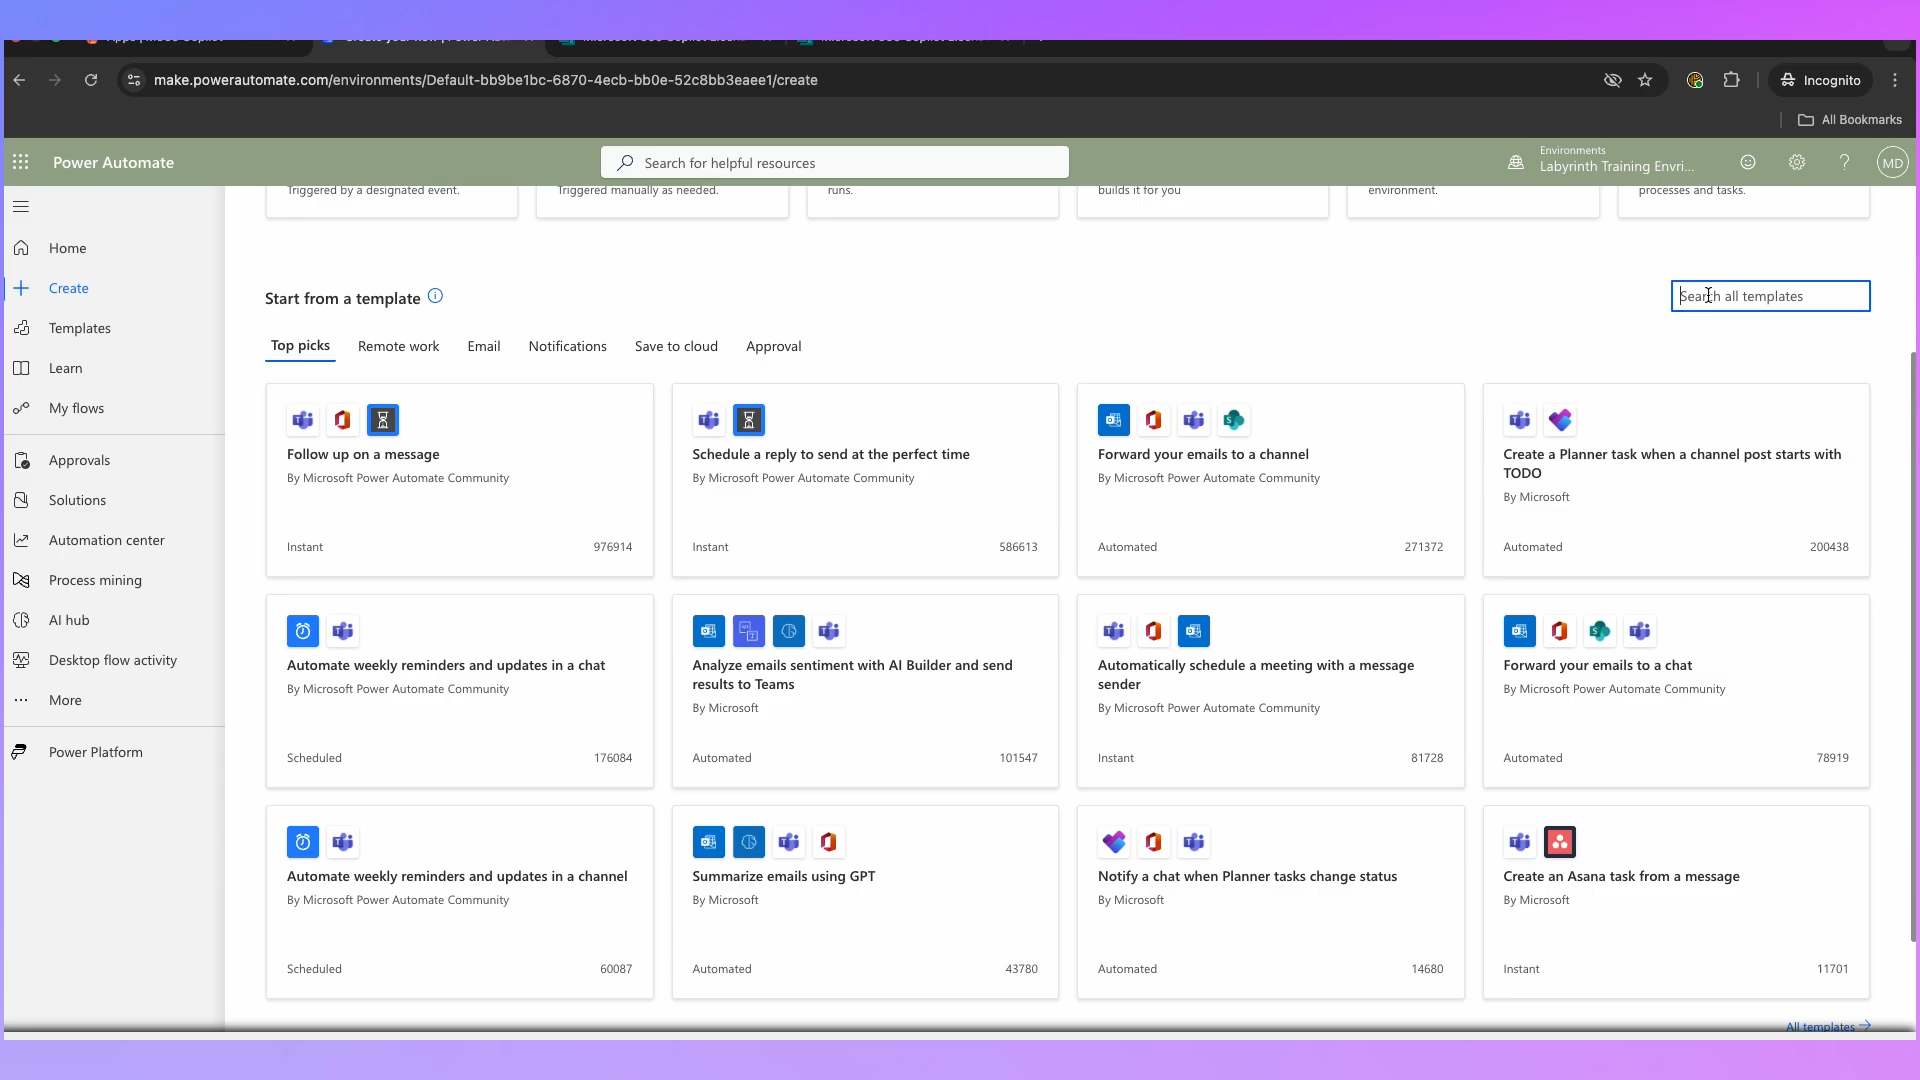 make.powerautomate.com/environments/Default-bb9be1bc-6870-4ecb-bb0e-52c8bb3eaee1/create
Incognito
All Bookmarks
Power Automate
Search for helpful resources
Environments
Labyrinth Training Envri...
MD
Triggered by a designated event.
Triggered manually as needed.
runs.
builds it for you
environment.
processes and tasks.
Home
Create
Templates
Learn
My flows
Approvals
Solutions
Automation center
Process mining
AI hub
Desktop flow activity
More
Power Platform
Start from a template
Search all templates
Top picks
Remote work
Email
Notifications
Save to cloud
Approval
Follow up on a message
By Microsoft Power Automate Community
Instant
976914
Schedule a reply to send at the perfect time
By Microsoft Power Automate Community
Instant
586613
Forward your emails to a channel
By Microsoft Power Automate Community
Automated
271372
Create a Planner task when a channel post starts with
TODO
By Microsoft
Automated
200438
Automate weekly reminders and updates in a chat
By Microsoft Power Automate Community
Scheduled
176084
Analyze emails sentiment with AI Builder and send
results to Teams
By Microsoft
Automated
101547
Automatically schedule a meeting with a message
sender
By Microsoft Power Automate Community
Instant
81728
Forward your emails to a chat
By Microsoft Power Automate Community
Automated
78919
Automate weekly reminders and updates in a channel
By Microsoft Power Automate Community
Scheduled
60087
Summarize emails using GPT
By Microsoft
Automated
43780
Notify a chat when Planner tasks change status
By Microsoft
Automated
14680
Create an Asana task from a message
By Microsoft
Instant
11701
All templates